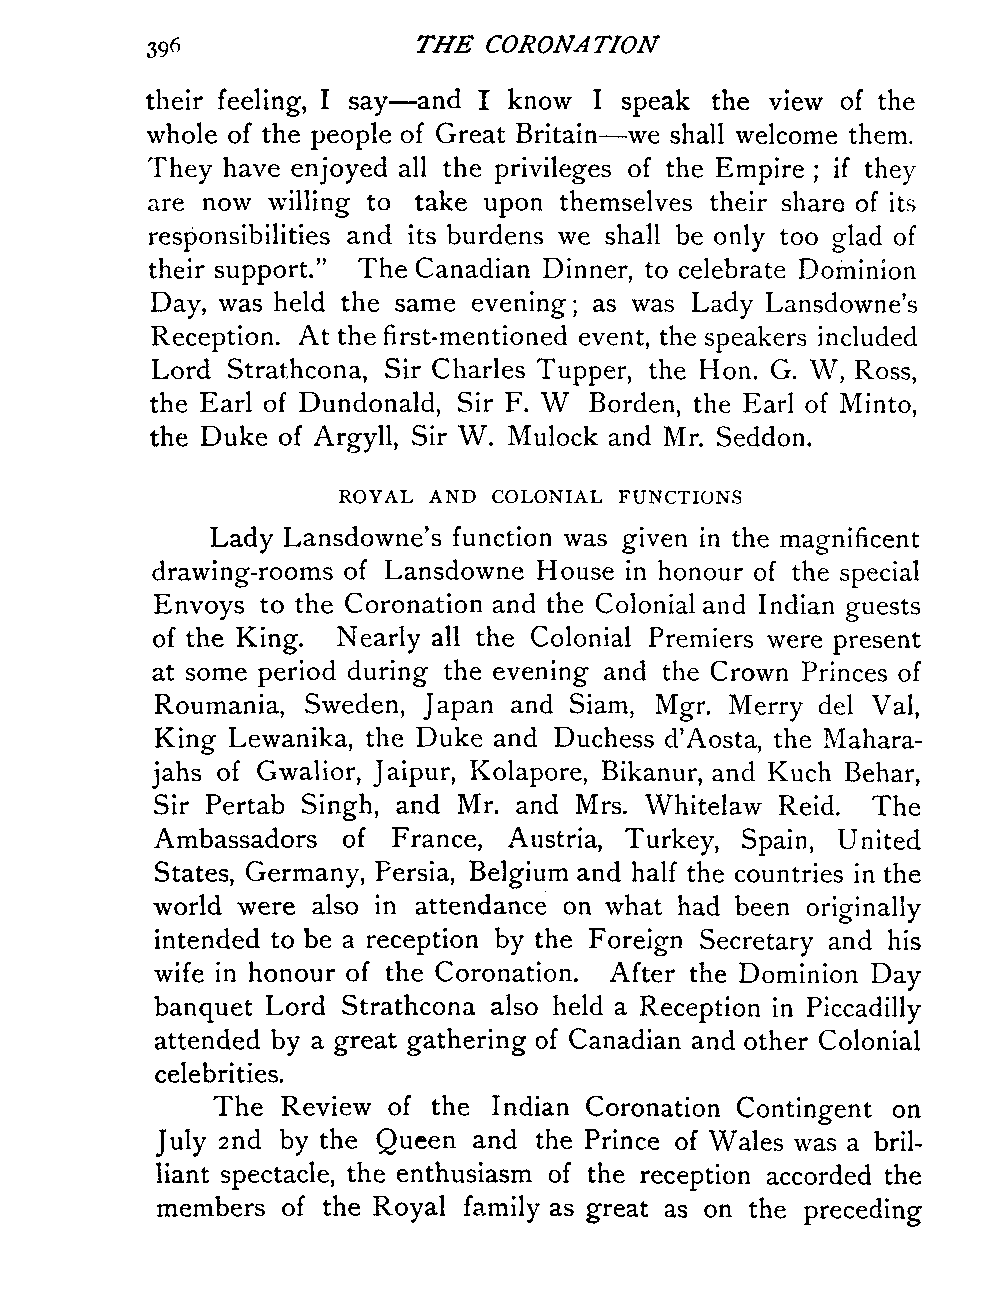 396 THE CORONATION
their feeling, I say—and I know I speak the view of the
whole of the people of Great Britain—we shall welcome them.
They have enjoyed all the privileges of the Empire ; if they
are now willing to take upon themselves their share of its
responsibilities and its burdens we shall be only too glad of
their support." The Canadian Dinner, to celebrate Dominion
Day, was held the same evening ; as was Lady Lansdowne's
Reception. At the first-mentioned event, the speakers included
Lord Strathcona, Sir Charles Tupper, the Hon. G. W, Ross,
the Earl of Dundonald, Sir F. W Borden, the Earl of Minto,
the Duke of Argyll, Sir W. Mulock and Mr. Seddon.
ROYAL AND COLONIAL FUNCTIONS
Lady Lansdowne's function was given in the magnificent
drawing-rooms of Lansdowne House in honour of the special
Envoys to the Coronation and the Colonial and Indian guests
of the King. Nearly all the Colonial Premiers were present
at some period during the evening and the Crown Princes of
Roumania, Sweden, Japan and Siam, Mgr. Merry del Val,
King Lewanika, the Duke and Duchess d'Aosta, the Mahara-
jahs of Gwalior, Jaipur, Kolapore, Bikanur, and Kuch Behar,
Sir Pertab Singh, and Mr. and Mrs. Whitelaw Reid. The
Ambassadors of France, Austria, Turkey, Spain, United
States, Germany, Persia, Belgium and half the countries in the
world were also in attendance on what had been originally
intended to be a reception by the Foreign Secretary and his
wife in honour of the Coronation. After the Dominion Day
banquet Lord Strathcona also held a Reception in Piccadilly
attended by a great gathering of Canadian and other Colonial
celebrities.
The Review of the Indian Coronation Contingent on
July 2nd by the Queen and the Prince of Wales was a bril-
liant spectacle, the enthusiasm of the reception accorded the
members of the Royal family as great as on the preceding